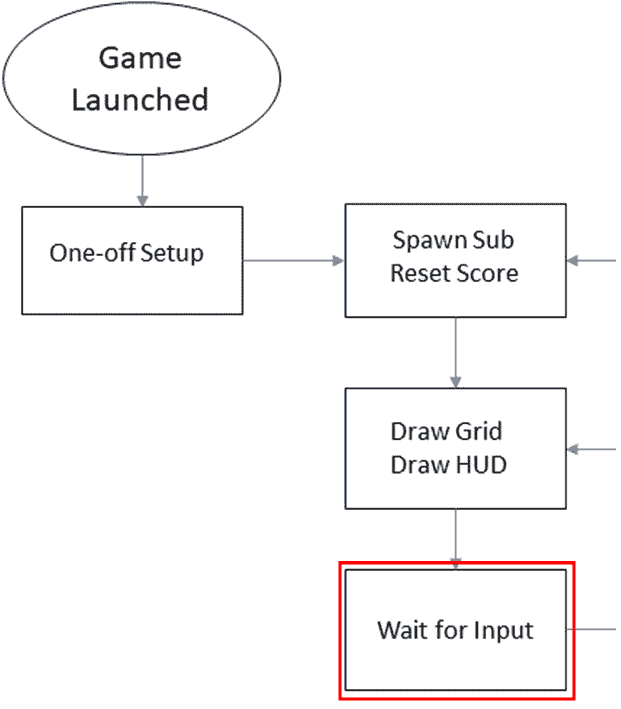 Game
Launched
One-off Setup
Spawn Sub
Reset Score
Draw Grid
Draw HUD
Wait for Input